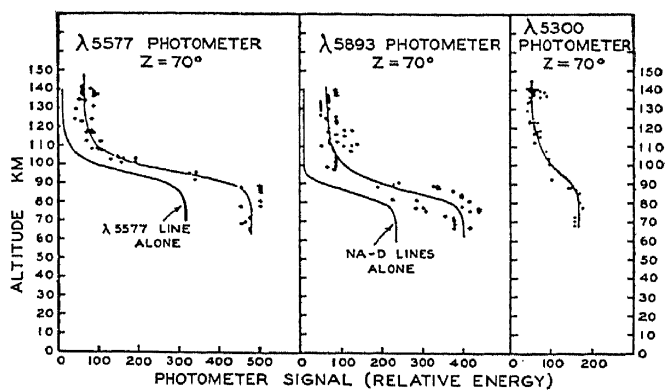 λ5577 PHOTOMETER
Z = 70°
λ5893 PHOTOMETER
Z = 70°
λ5300
PHOTOMETER
Z = 70°
ALTITUDE KM
150
140
130
120
110
100
90
80
70
60
50
40
30
20
10
0
λ5577 LINE
ALONE
NA-D LINES
ALONE
150
140
130
120
110
100
90
80
70
60
50
40
30
20
10
0
0 100 200 300 400 500 0 100 200 300 400 0 100 200
PHOTOMETER SIGNAL (RELATIVE ENERGY)